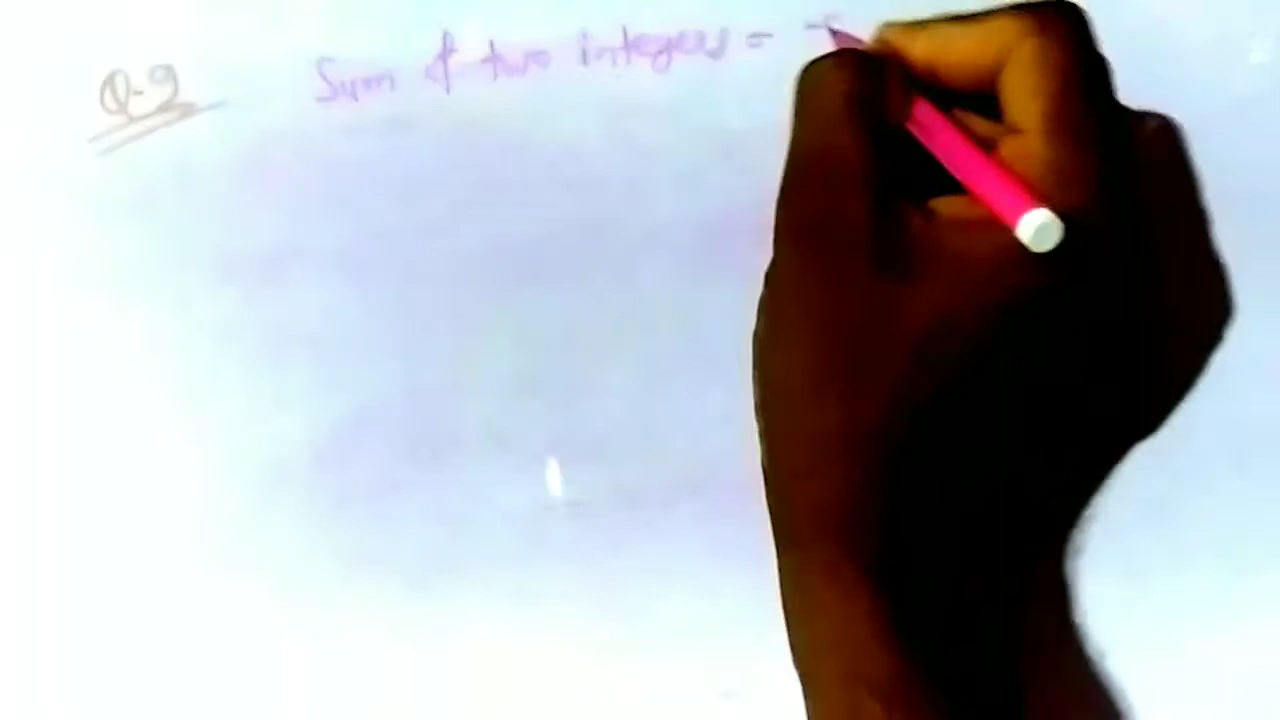 Q-9
Sum of two integers = -